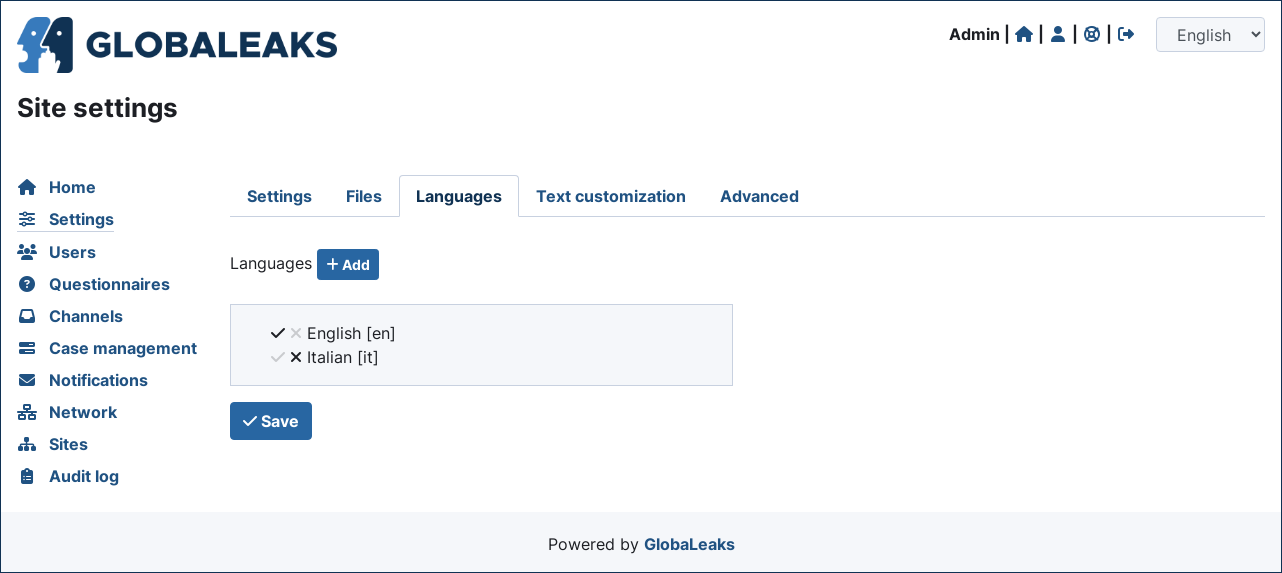 GLOBALEAKS
Admin | | | |
English
Site settings
Home
Settings
Users
Questionnaires
Channels
Case management
Notifications
Network
Sites
Audit log
Settings Files Languages Text customization Advanced
Languages Add
English [en]
Italian [it]
Save
Powered by GlobaLeaks